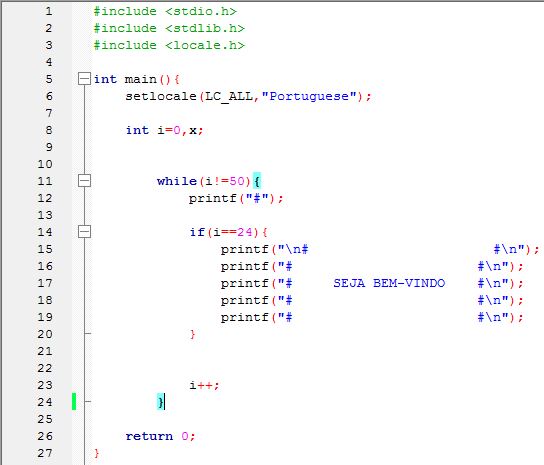 1 #include <stdio.h>
2 #include <stdlib.h>
3 #include <locale.h>
4
5 int main(){
6     setlocale(LC_ALL,"Portuguese");
7
8     int i=0,x;
9
10
11         while(i!=50){
12             printf("#");
13
14             if(i==24){
15                 printf("\n#                       #\n");
16                 printf("#                       #\n");
17                 printf("#     SEJA BEM-VINDO    #\n");
18                 printf("#                       #\n");
19                 printf("#                       #\n");
20             }
21
22
23             i++;
24         }
25
26     return 0;
27 }